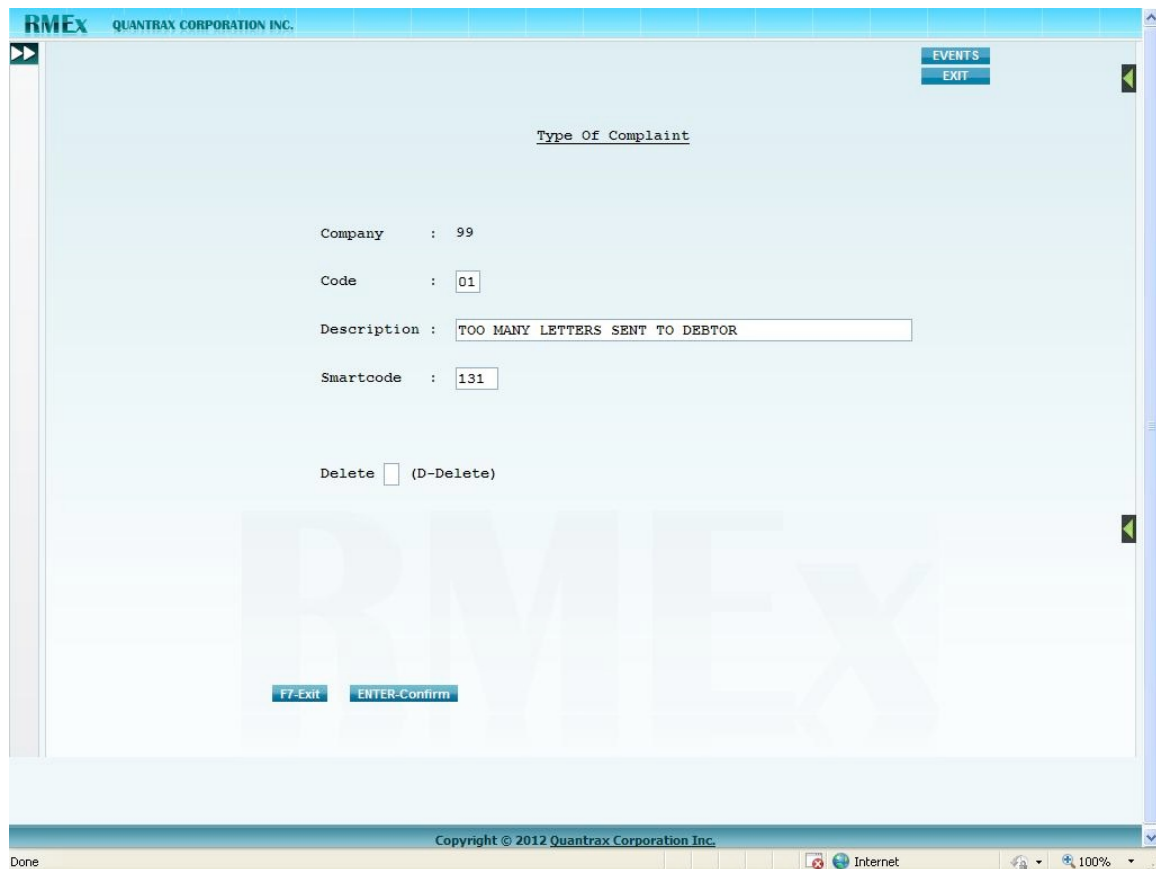 RMEx QUANTRAX CORPORATION INC.
EVENTS
EXIT
Type Of Complaint
Company : 99
Code : 01
Description : TOO MANY LETTERS SENT TO DEBTOR
Smartcode : 131
Delete (D-Delete)
RMEx
F7-Exit ENTER-Confirm
Copyright © 2012 Quantrax Corporation Inc.
Done Internet 100%